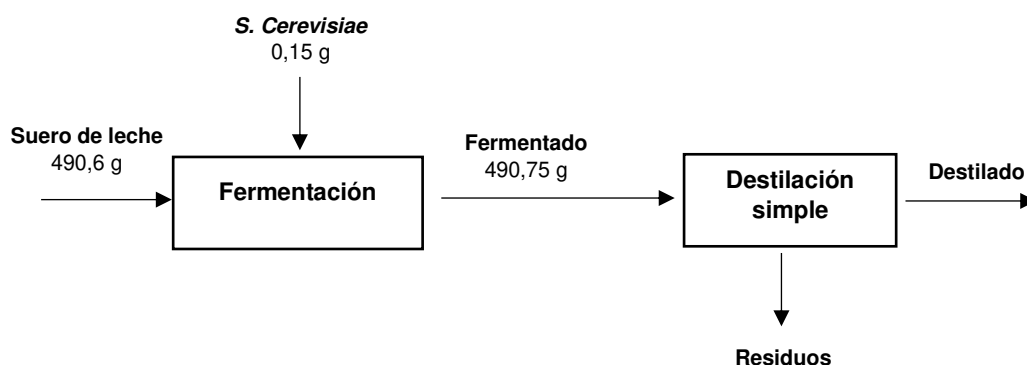 S. Cerevisiae
0,15 g
Suero de leche
490,6 g
Fermentación
Fermentado
490,75 g
Destilación
simple
Destilado
Residuos